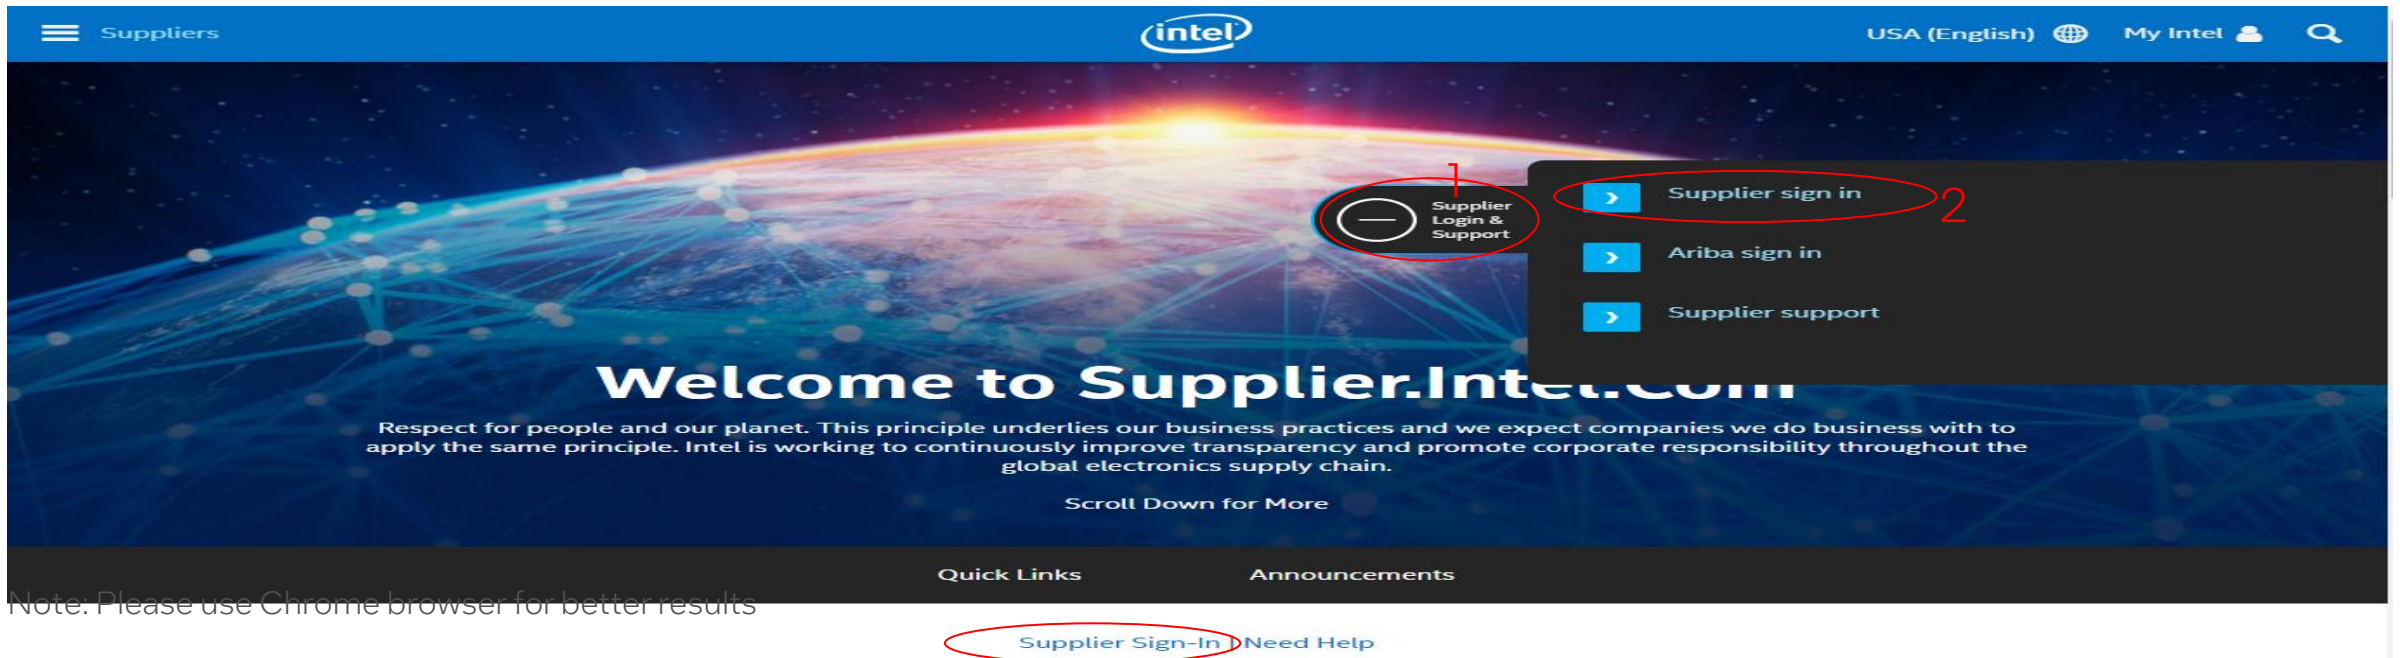 Suppliers
intel
USA (English)
My Intel
1
Supplier
Login &
Support
Supplier sign in
2
Ariba sign in
Supplier support
Welcome to Supplier.Intel.com
Respect for people and our planet. This principle underlies our business practices and we expect companies we do business with to
apply the same principle. Intel is working to continuously improve transparency and promote corporate responsibility throughout the
global electronics supply chain.
Scroll Down for More
Quick Links
Announcements
Note: Please use Chrome browser for better results
Supplier Sign-In | Need Help